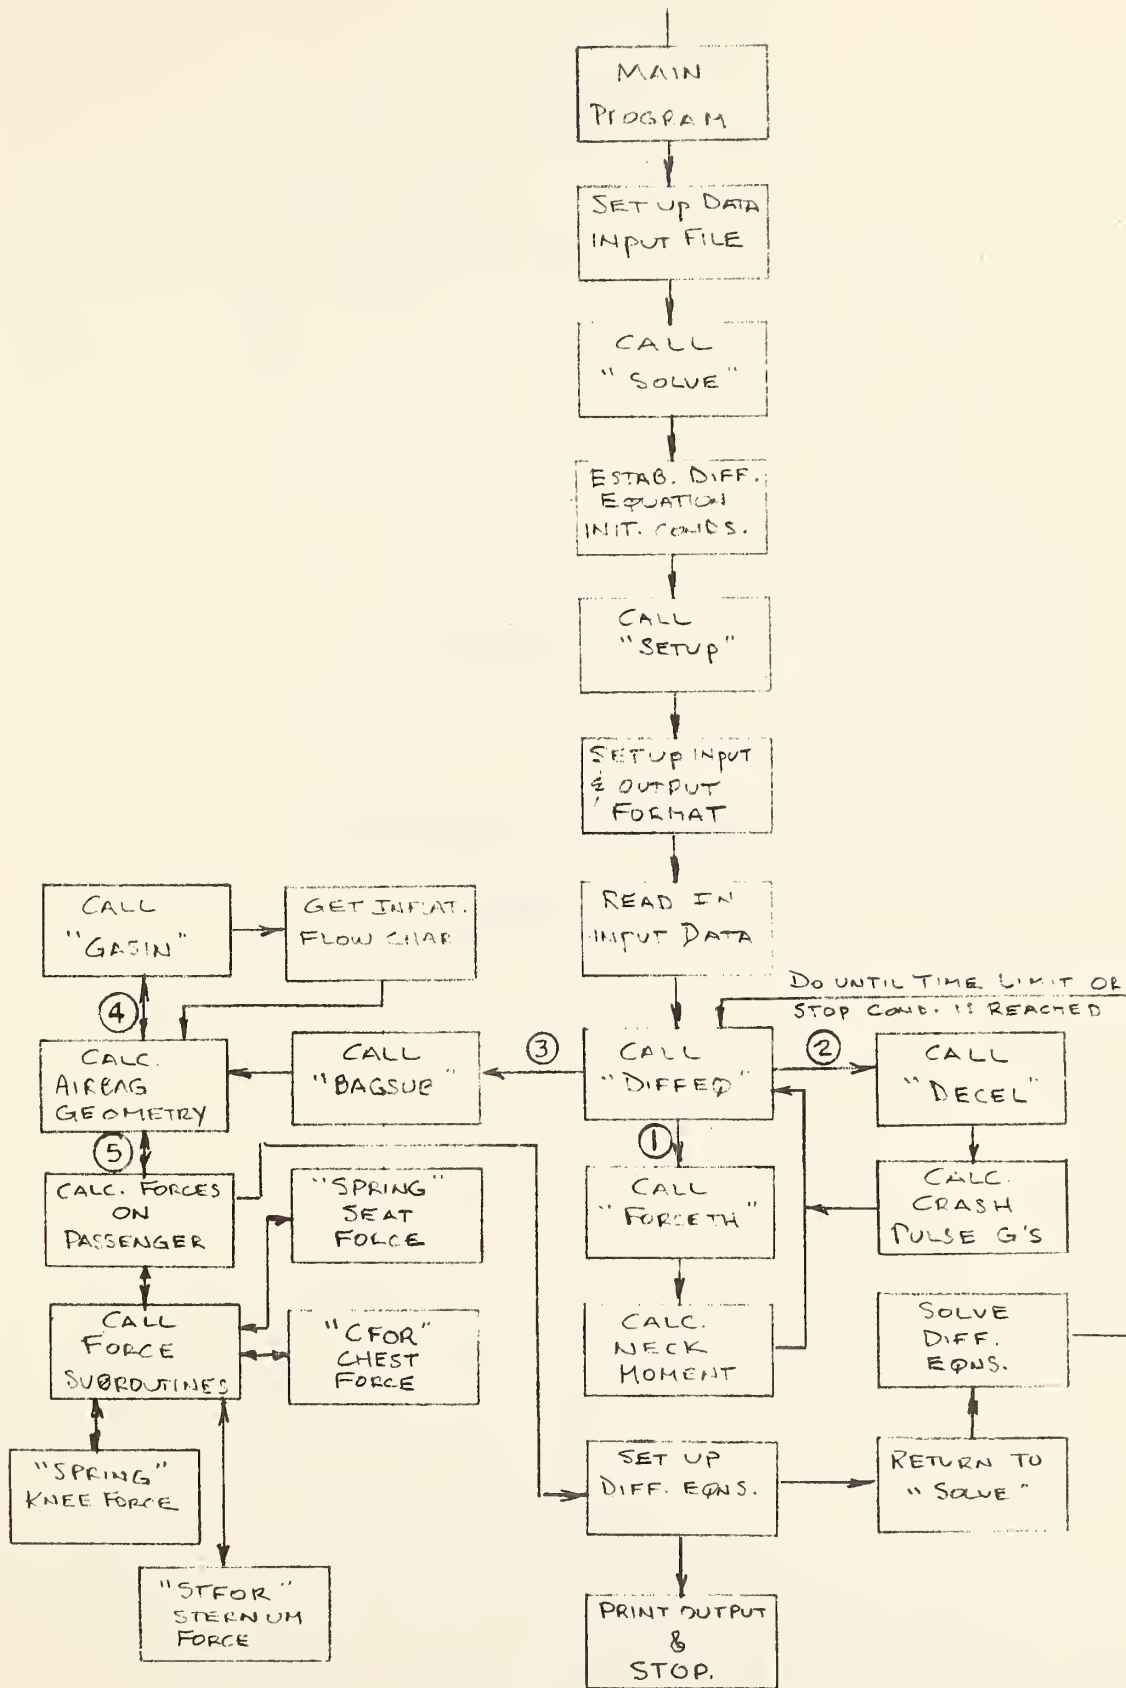 MAIN
PROGRAM
SET UP DATA
INPUT FILE
CALL
"SOLVE"
ESTAB. DIFF.
EQUATION
INIT. CONDS.
CALL
"SETUP"
SETUP INPUT
& OUTPUT
FORMAT
READ IN
INPUT DATA
CALL
"GASIN"
GET INFLAT.
FLOW CHAR
DO UNTIL TIME LIMIT OR
STOP COND. IS REACHED
④
CALC.
AIRBAG
GEOMETRY
CALL
"BAGSUB"
③
CALL
"DIFFEQ"
②
CALL
"DECEL"
⑤
①
CALC. FORCES
ON
PASSENGER
"SPRING"
SEAT
FORCE
CALL
"FORCETH"
CALC.
CRASH
PULSE G'S
CALL
FORCE
SUBROUTINES
"CFOR"
CHEST
FORCE
CALC.
NECK
MOMENT
SOLVE
DIFF.
EQNS.
"SPRING"
KNEE FORCE
SET UP
DIFF. EQNS.
RETURN TO
"SOLVE"
"STFOR"
STERNUM
FORCE
PRINT OUTPUT
&
STOP.